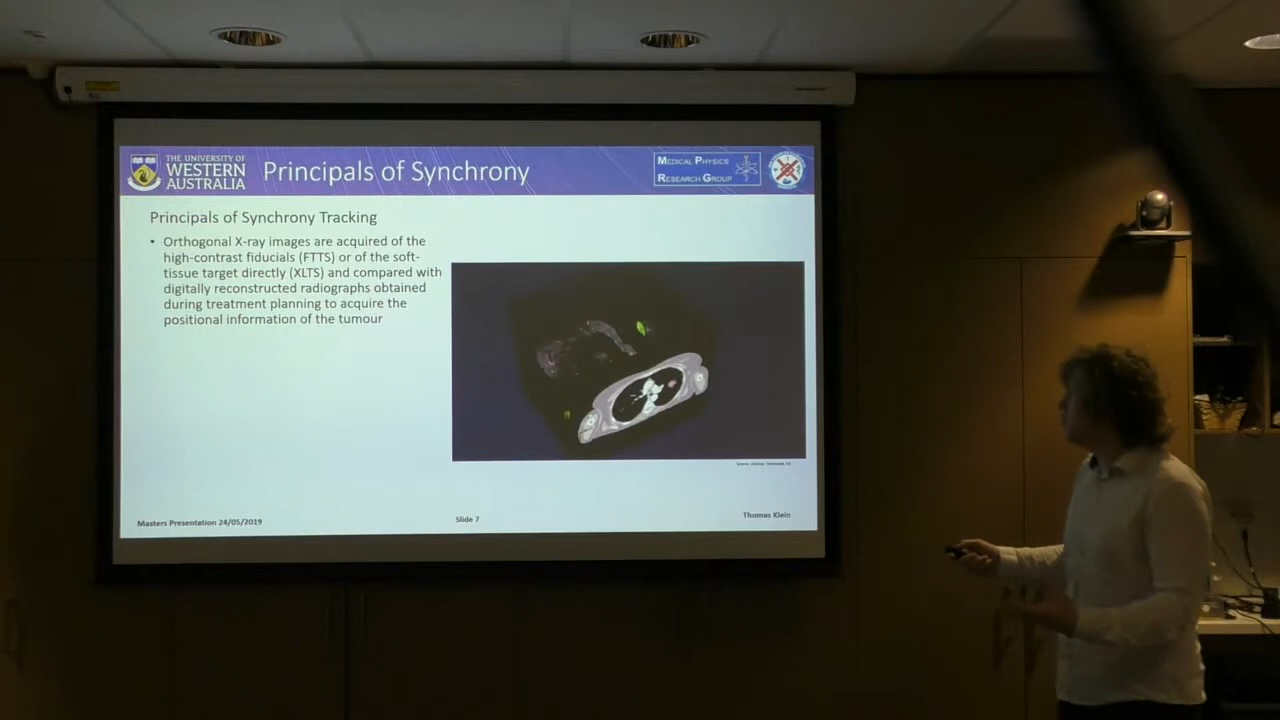 THE UNIVERSITY OF
WESTERN
AUSTRALIA
Principals of Synchrony
MEDICAL PHYSICS
RESEARCH GROUP
Principals of Synchrony Tracking
• Orthogonal X-ray images are acquired of the
high-contrast fiducials (FTTS) or of the soft-
tissue target directly (XLTS) and compared with
digitally reconstructed radiographs obtained
during treatment planning to acquire the
positional information of the tumour
Masters Presentation 24/05/2019
Slide 7
Thomas Klein